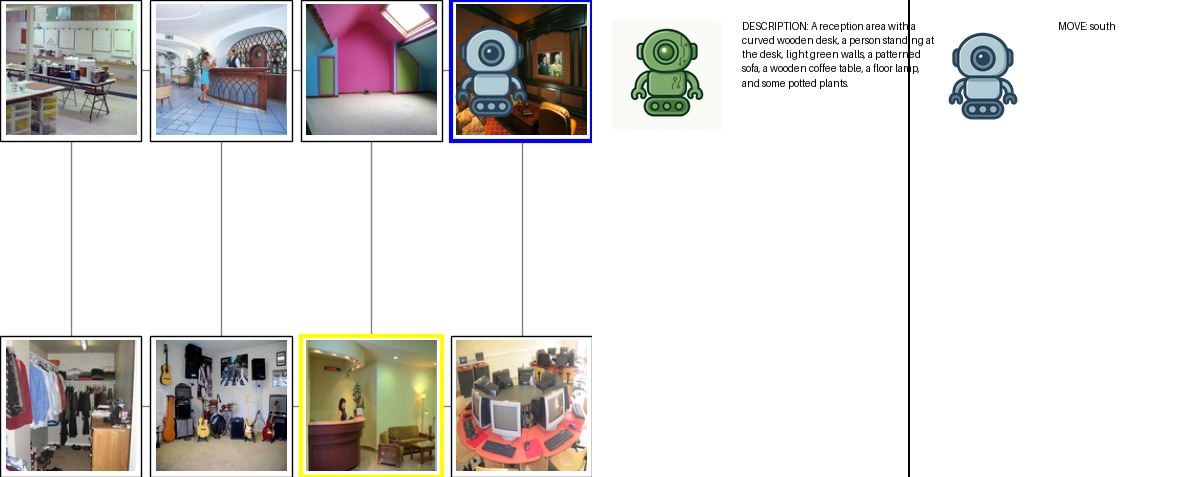 DESCRIPTION: A reception area with a
curved wooden desk, a person standing at
the desk, light green walls, a patterned
sofa, a wooden coffee table, a floor lamp,
and some potted plants.
MOVE: south